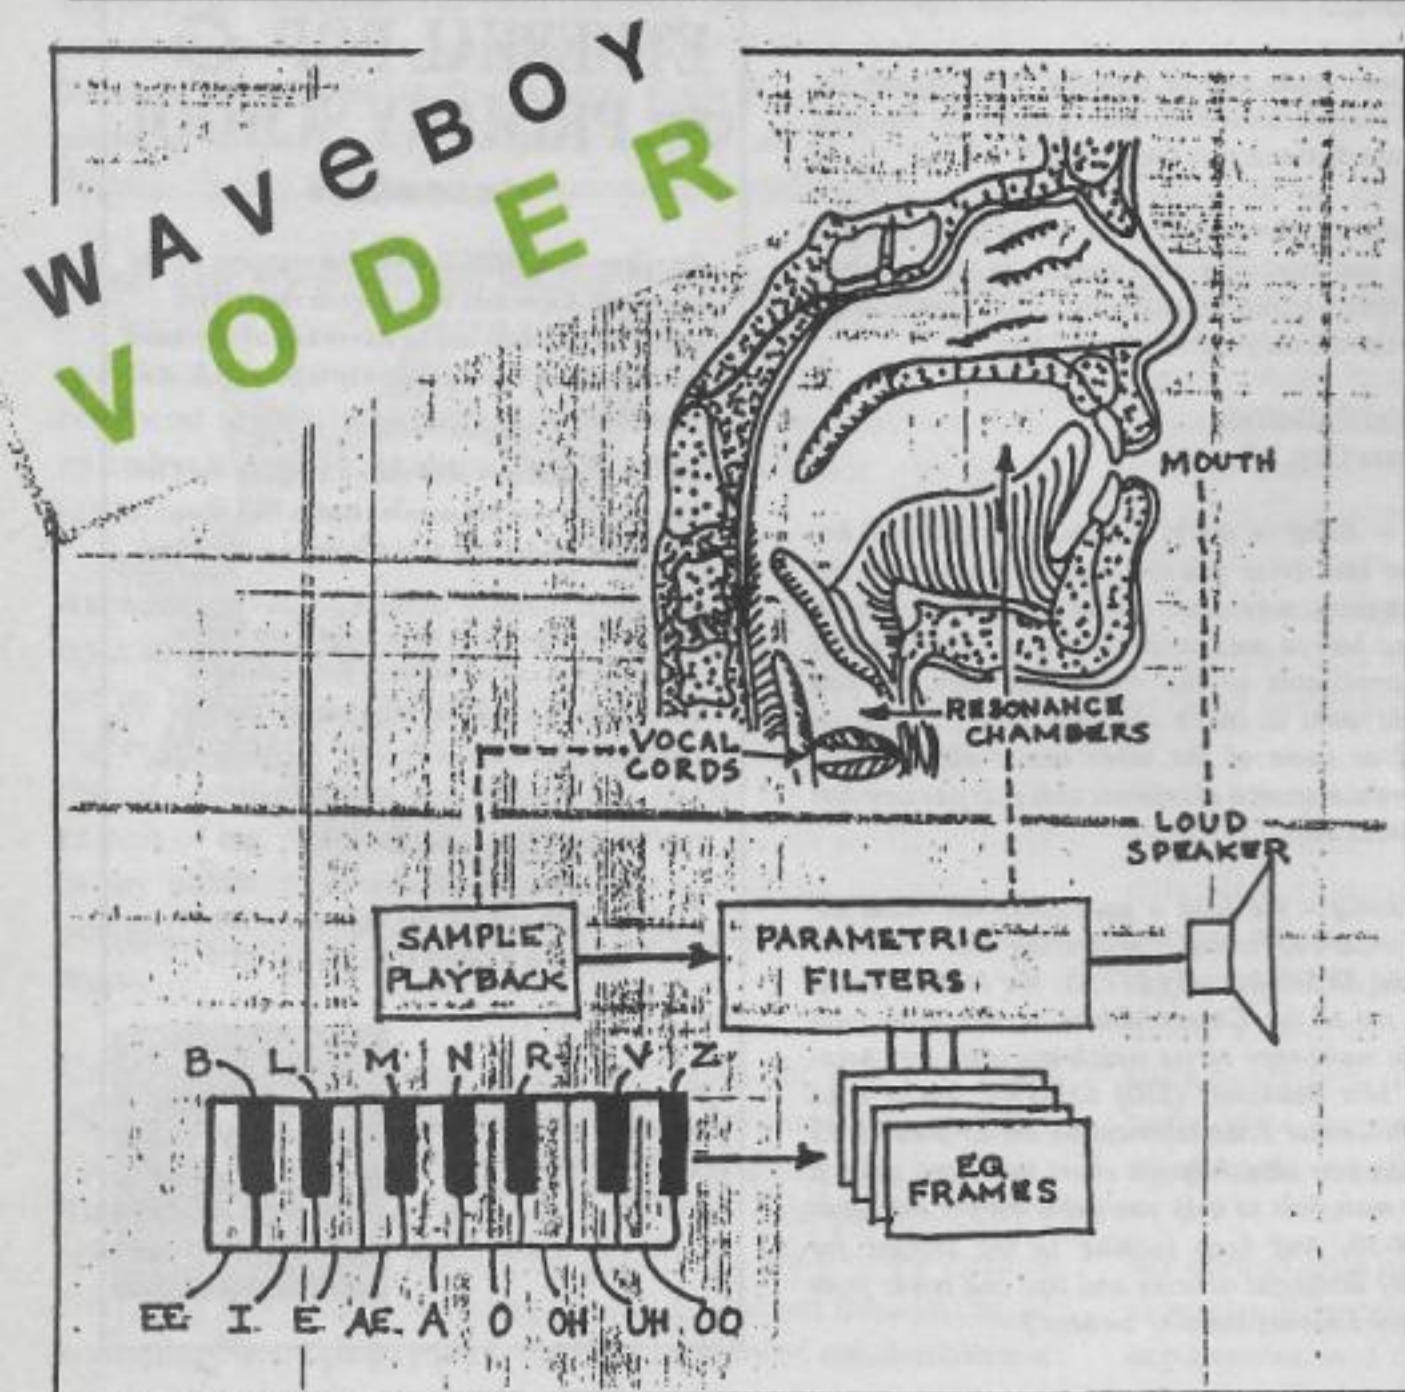 WAVeBOY
VODER
MOUTH
RESONANCE
CHAMBERS
VOCAL
CORDS
LOUD
SPEAKER
SAMPLE
PLAYBACK
PARAMETRIC
FILTERS
B L M N R V Z
EQ
FRAMES
EE I E AE A O OH UH OO